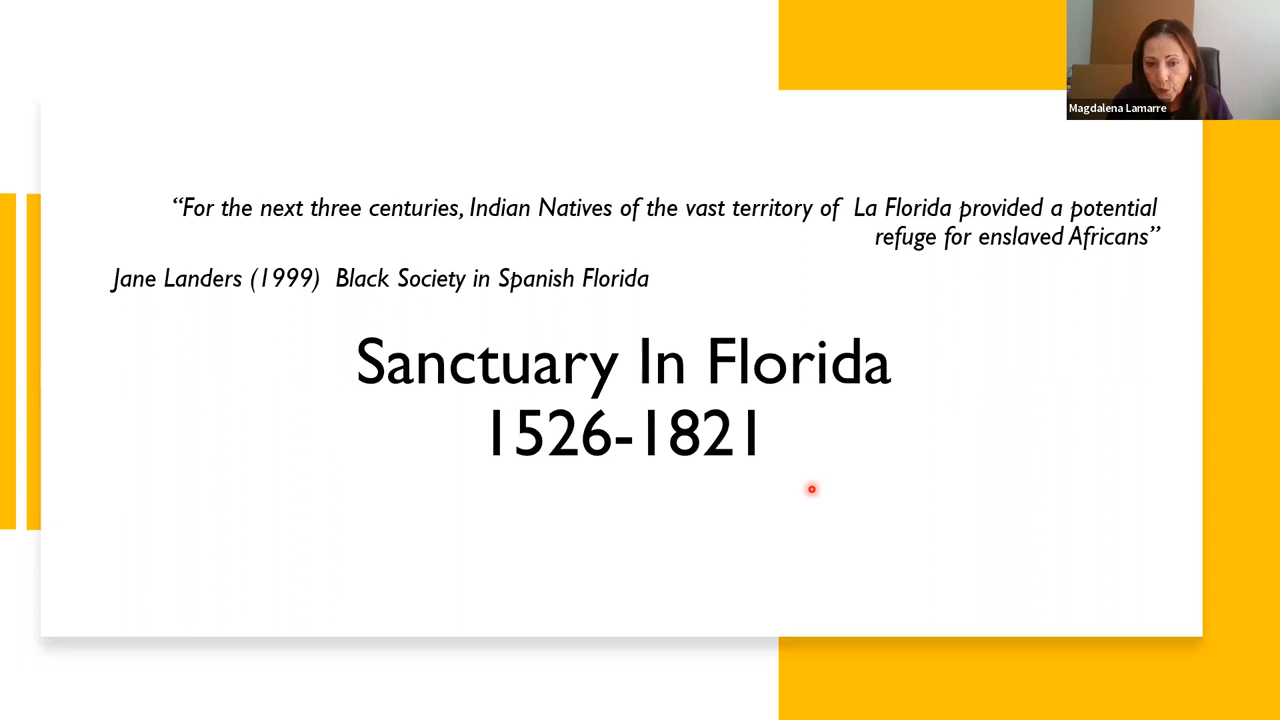 Magdalena Lamarre
“For the next three centuries, Indian Natives of the vast territory of  La Florida provided a potential
refuge for enslaved Africans”
Jane Landers (1999)  Black Society in Spanish Florida
Sanctuary In Florida
1526-1821